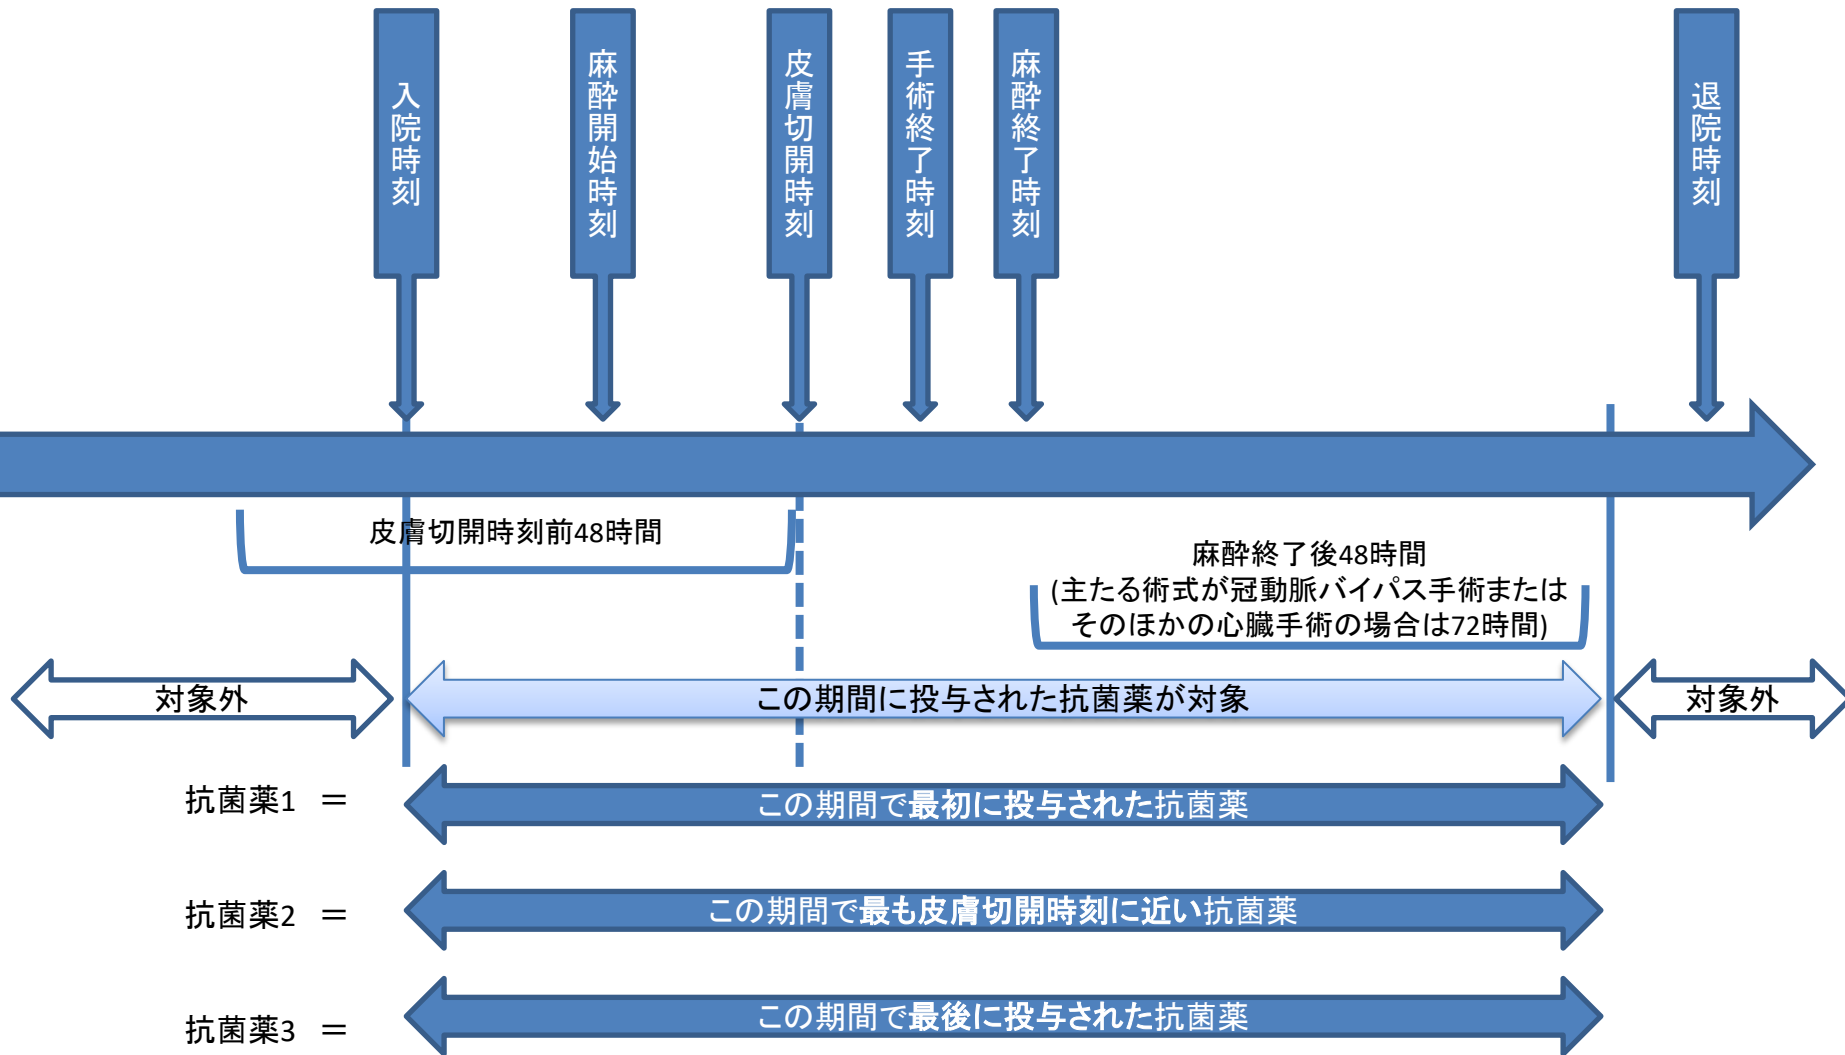 入院時刻
麻酔開始時刻
皮膚切開時刻
手術終了時刻
麻酔終了時刻
退院時刻
皮膚切開時刻前48時間
麻酔終了後48時間
(主たる術式が冠動脈バイパス手術または
そのほかの心臓手術の場合は72時間)
対象外
この期間に投与された抗菌薬が対象
対象外
抗菌薬1 ＝
この期間で最初に投与された抗菌薬
抗菌薬2 ＝
この期間で最も皮膚切開時刻に近い抗菌薬
抗菌薬3 ＝
この期間で最後に投与された抗菌薬